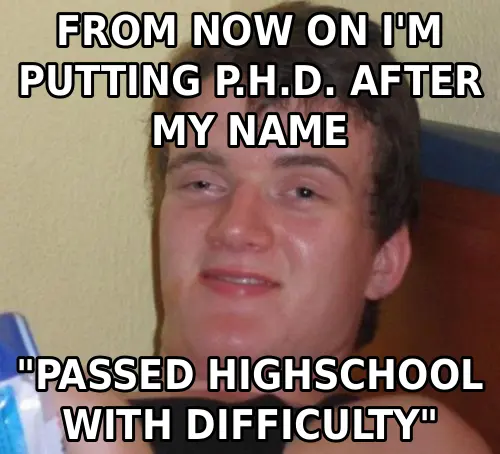 FROM NOW ON I'M
PUTTING P.H.D. AFTER
MY NAME
"PASSED HIGHSCHOOL
WITH DIFFICULTY"